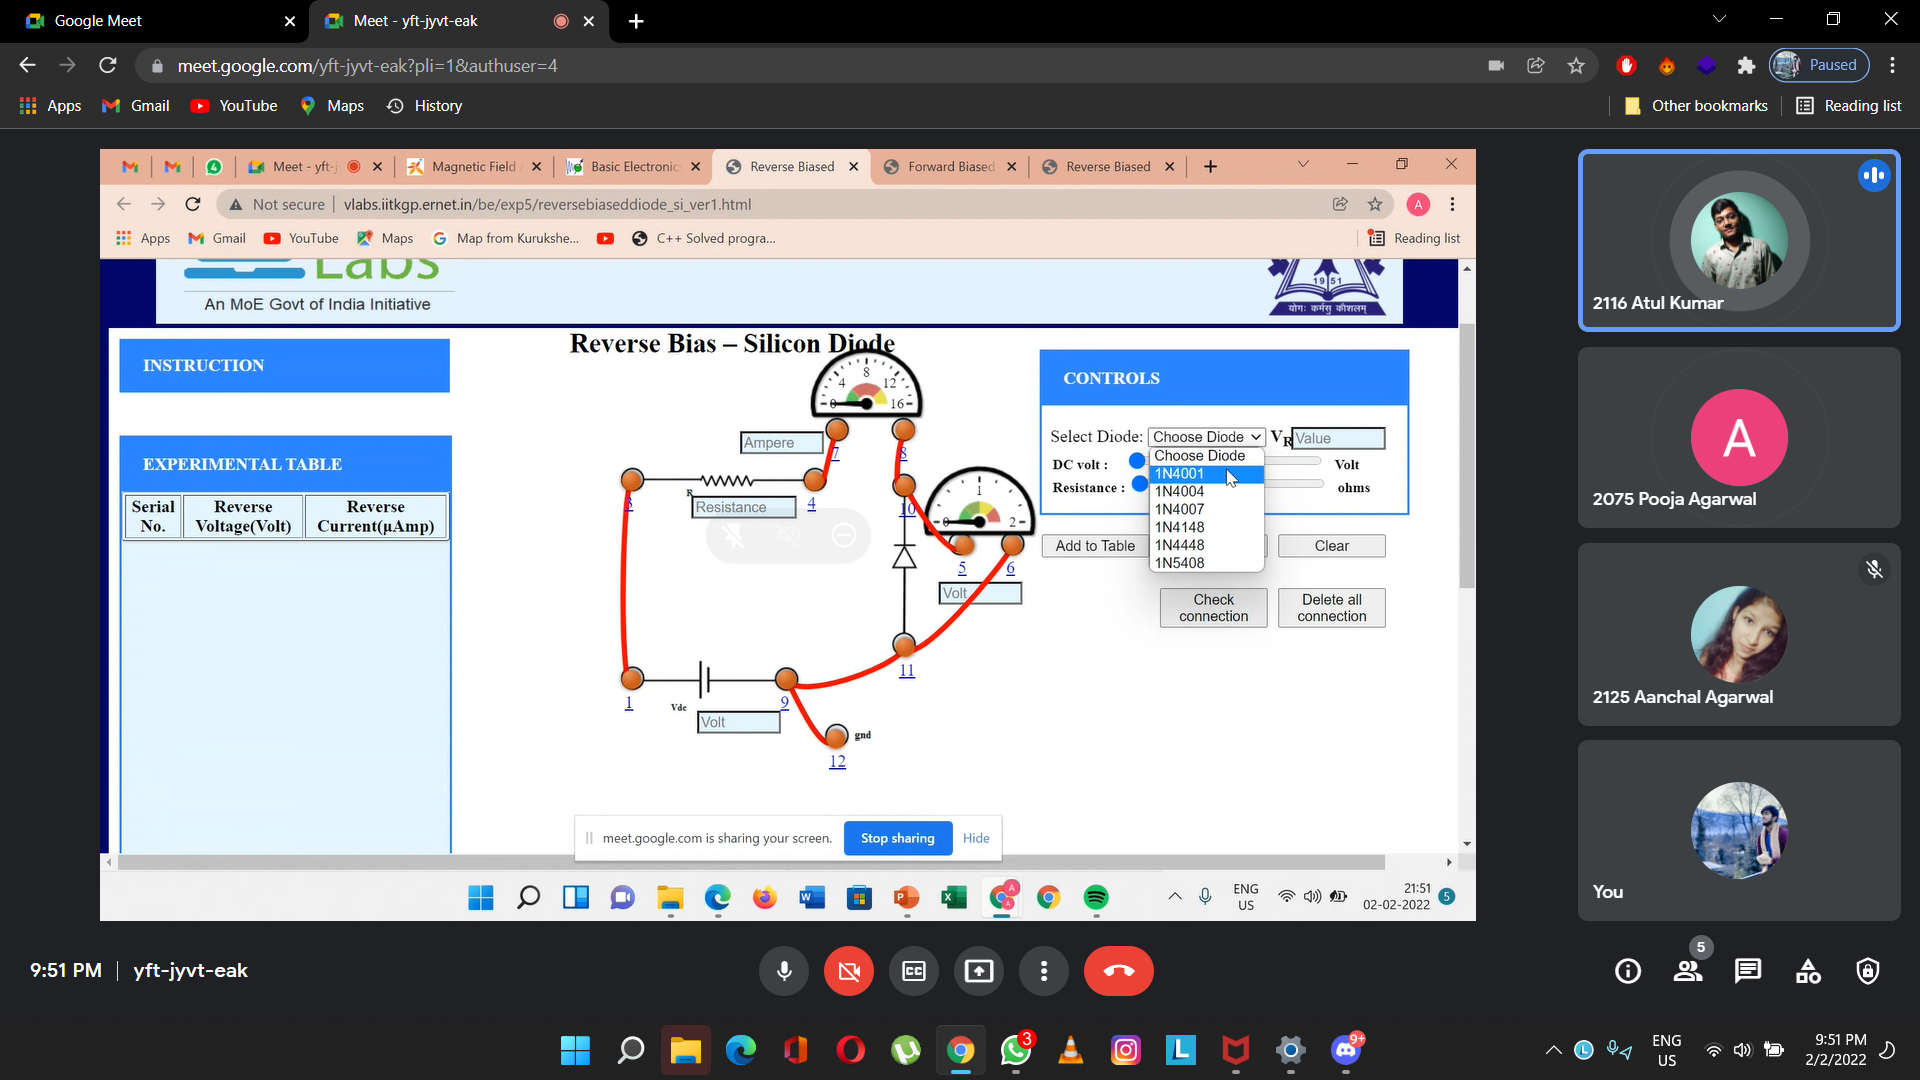 Google Meet
Meet - yft-jyvt-eak
meet.google.com/yft-jyvt-eak?pli=1&authuser=4
Paused
Apps
Gmail
YouTube
Maps
History
Other bookmarks
Reading list
4
Meet - yft-j
Magnetic Field
Basic Electronic
Reverse Biased
Forward Biased
Reverse Biased
Not secure
vlabs.iitkgp.ernet.in/be/exp5/reversebiaseddiode_si_ver1.html
A
Apps
Gmail
YouTube
Maps
Map from Kurukshe...
C++ Solved progra...
Reading list
Labs
An MoE Govt of India Initiative
1951
योगः कर्मसु कौशलम्
INSTRUCTION
EXPERIMENTAL TABLE
Serial No.
Reverse Voltage(Volt)
Reverse Current(μAmp)
Reverse Bias – Silicon Diode
0 4 8 12 16
Ampere
7
8
3
R
Resistance
4
10
0 1 2
5
6
Volt
11
1
Vdc
Volt
9
gnd
12
CONTROLS
Select Diode:
Choose Diode
VR
Value
DC volt :
Volt
Resistance :
ohms
Choose Diode
1N4001
1N4004
1N4007
1N4148
1N4448
1N5408
Add to Table
Clear
Check connection
Delete all connection
meet.google.com is sharing your screen.
Stop sharing
Hide
A
A
ENG
US
21:51
02-02-2022
5
2116 Atul Kumar
A
2075 Pooja Agarwal
2125 Aanchal Agarwal
You
9:51 PM
yft-jyvt-eak
CC
5
3
L
9+
L
ENG
US
9:51 PM
2/2/2022